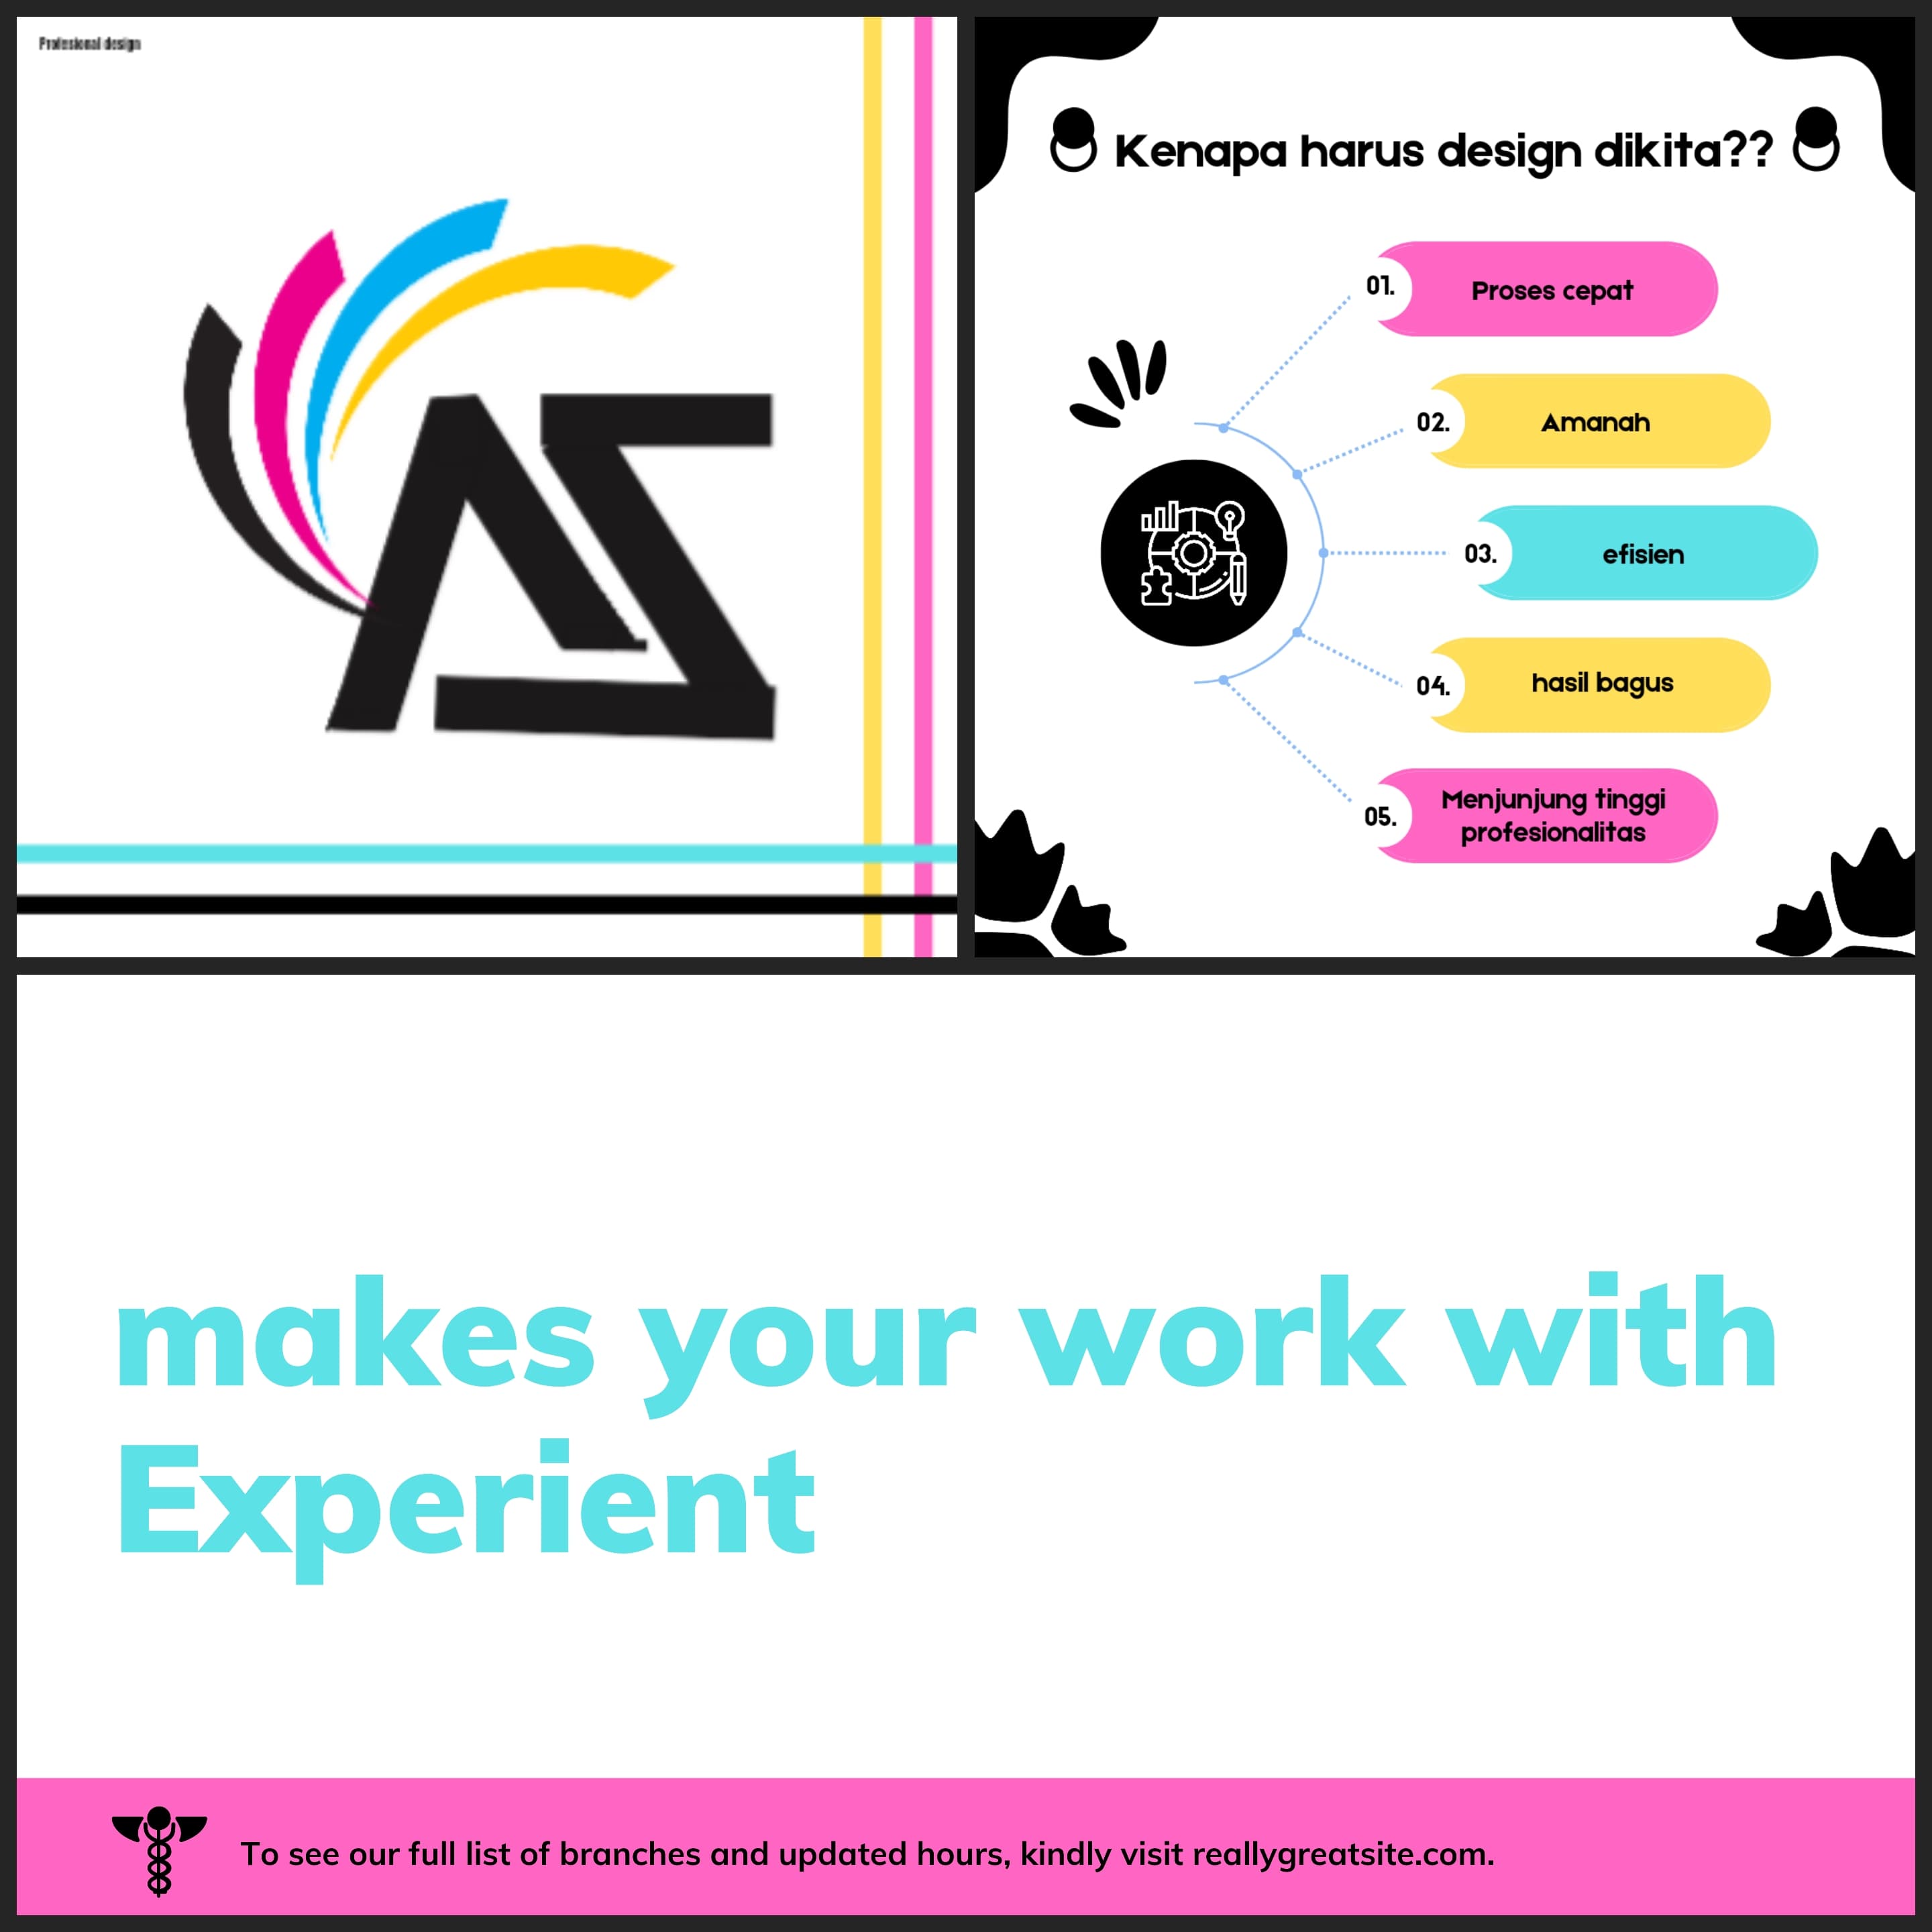 Profesional design
AS
Kenapa harus design dikita??
01.
Proses cepat
02.
Amanah
03.
efisien
04.
hasil bagus
05.
Menjunjung tinggi
profesionalitas
makes your work with
Experient
To see our full list of branches and updated hours, kindly visit reallygreatsite.com.